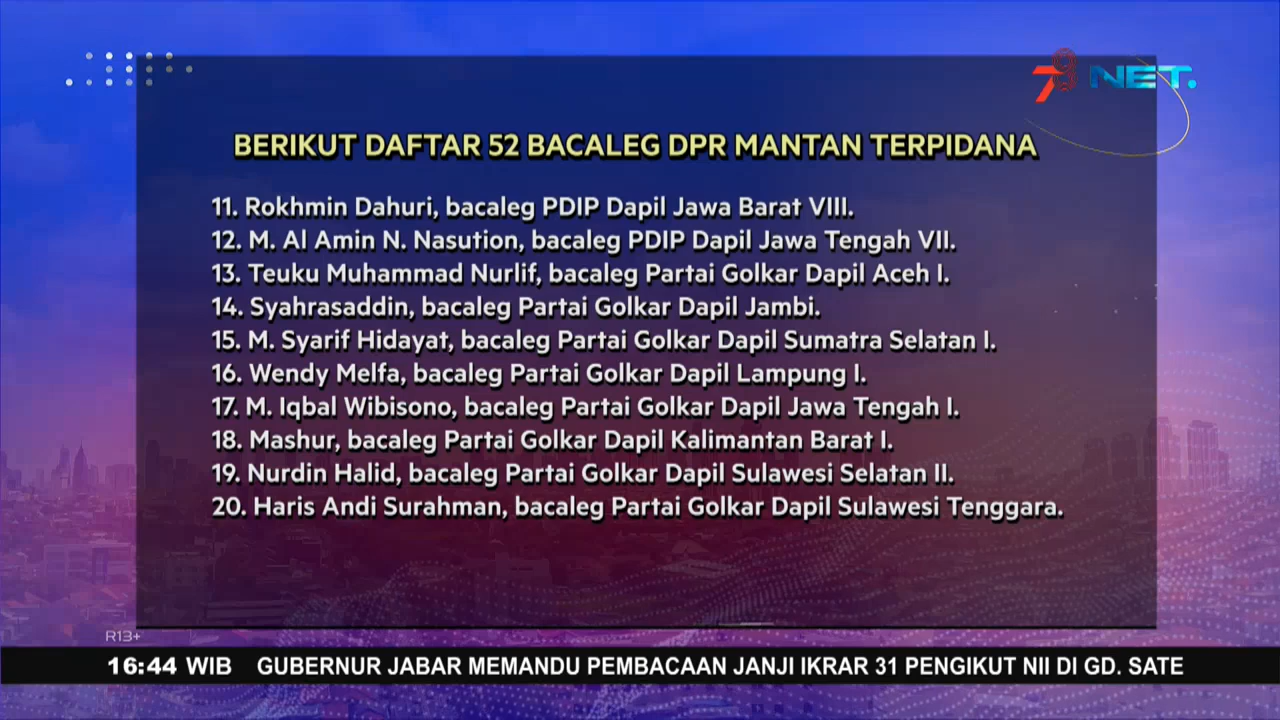 78 NET.
BERIKUT DAFTAR 52 BACALEG DPR MANTAN TERPIDANA
11. Rokhmin Dahuri, bacaleg PDIP Dapil Jawa Barat VIII.
12. M. Al Amin N. Nasution, bacaleg PDIP Dapil Jawa Tengah VII.
13. Teuku Muhammad Nurlif, bacaleg Partai Golkar Dapil Aceh I.
14. Syahrasaddin, bacaleg Partai Golkar Dapil Jambi.
15. M. Syarif Hidayat, bacaleg Partai Golkar Dapil Sumatra Selatan I.
16. Wendy Melfa, bacaleg Partai Golkar Dapil Lampung I.
17. M. Iqbal Wibisono, bacaleg Partai Golkar Dapil Jawa Tengah I.
18. Mashur, bacaleg Partai Golkar Dapil Kalimantan Barat I.
19. Nurdin Halid, bacaleg Partai Golkar Dapil Sulawesi Selatan II.
20. Haris Andi Surahman, bacaleg Partai Golkar Dapil Sulawesi Tenggara.
R13+
16:44 WIB GUBERNUR JABAR MEMANDU PEMBACAAN JANJI IKRAR 31 PENGIKUT NII DI GD. SATE